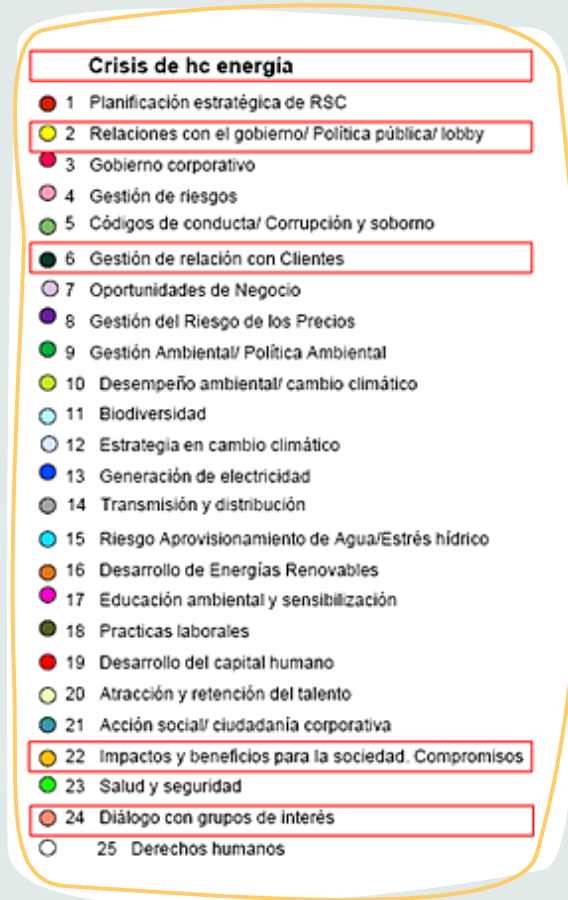 Crisis de hc energía
1 Planificación estratégica de RSC
2 Relaciones con el gobierno/ Política pública/ lobby
3 Gobierno corporativo
4 Gestión de riesgos
5 Códigos de conducta/ Corrupción y soborno
6 Gestión de relación con Clientes
7 Oportunidades de Negocio
8 Gestión del Riesgo de los Precios
9 Gestión Ambiental/ Política Ambiental
10 Desempeño ambiental/ cambio climático
11 Biodiversidad
12 Estrategia en cambio climático
13 Generación de electricidad
14 Transmisión y distribución
15 Riesgo Aprovisionamiento de Agua/Estrés hídrico
16 Desarrollo de Energías Renovables
17 Educación ambiental y sensibilización
18 Practicas laborales
19 Desarrollo del capital humano
20 Atracción y retención del talento
21 Acción social/ ciudadanía corporativa
22 Impactos y beneficios para la sociedad. Compromisos
23 Salud y seguridad
24 Diálogo con grupos de interés
25 Derechos humanos